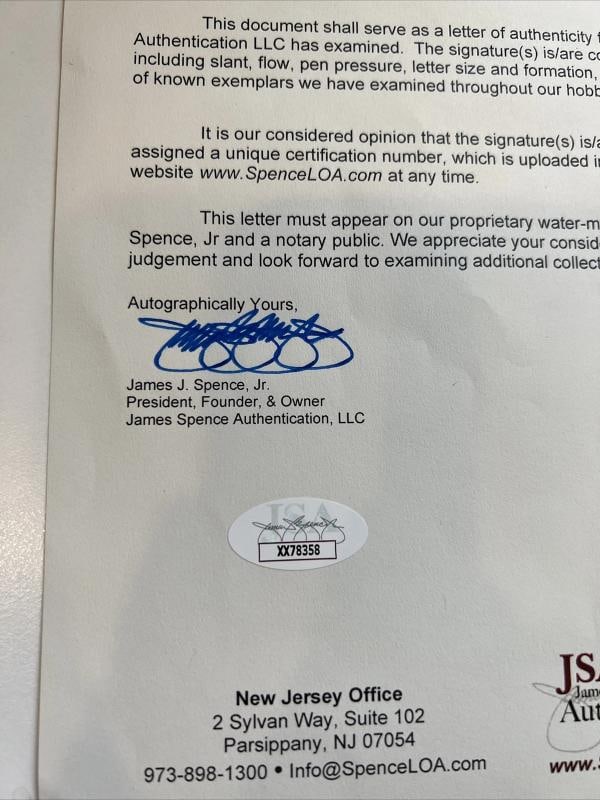 This document shall serve as a letter of authenticity
Authentication LLC has examined. The signature(s) is/are
including slant, flow, pen pressure, letter size and formation,
of known exemplars we have examined throughout our
It is our considered opinion that the signature(s)
assigned a unique certification number, which is uploaded
website www.SpenceLOA.com at any time.
This letter must appear on our proprietary
Spence, Jr and a notary public. We appreciate your
judgement and look forward to examining additional
Autographically Yours,
James J. Spence, Jr.
President, Founder, & Owner
James Spence Authentication, LLC
JSA
James Spence Jr
XX78358
New Jersey Office
2 Sylvan Way, Suite 102
Parsippany, NJ 07054
973-898-1300 • Info@SpenceLOA.com
JSA